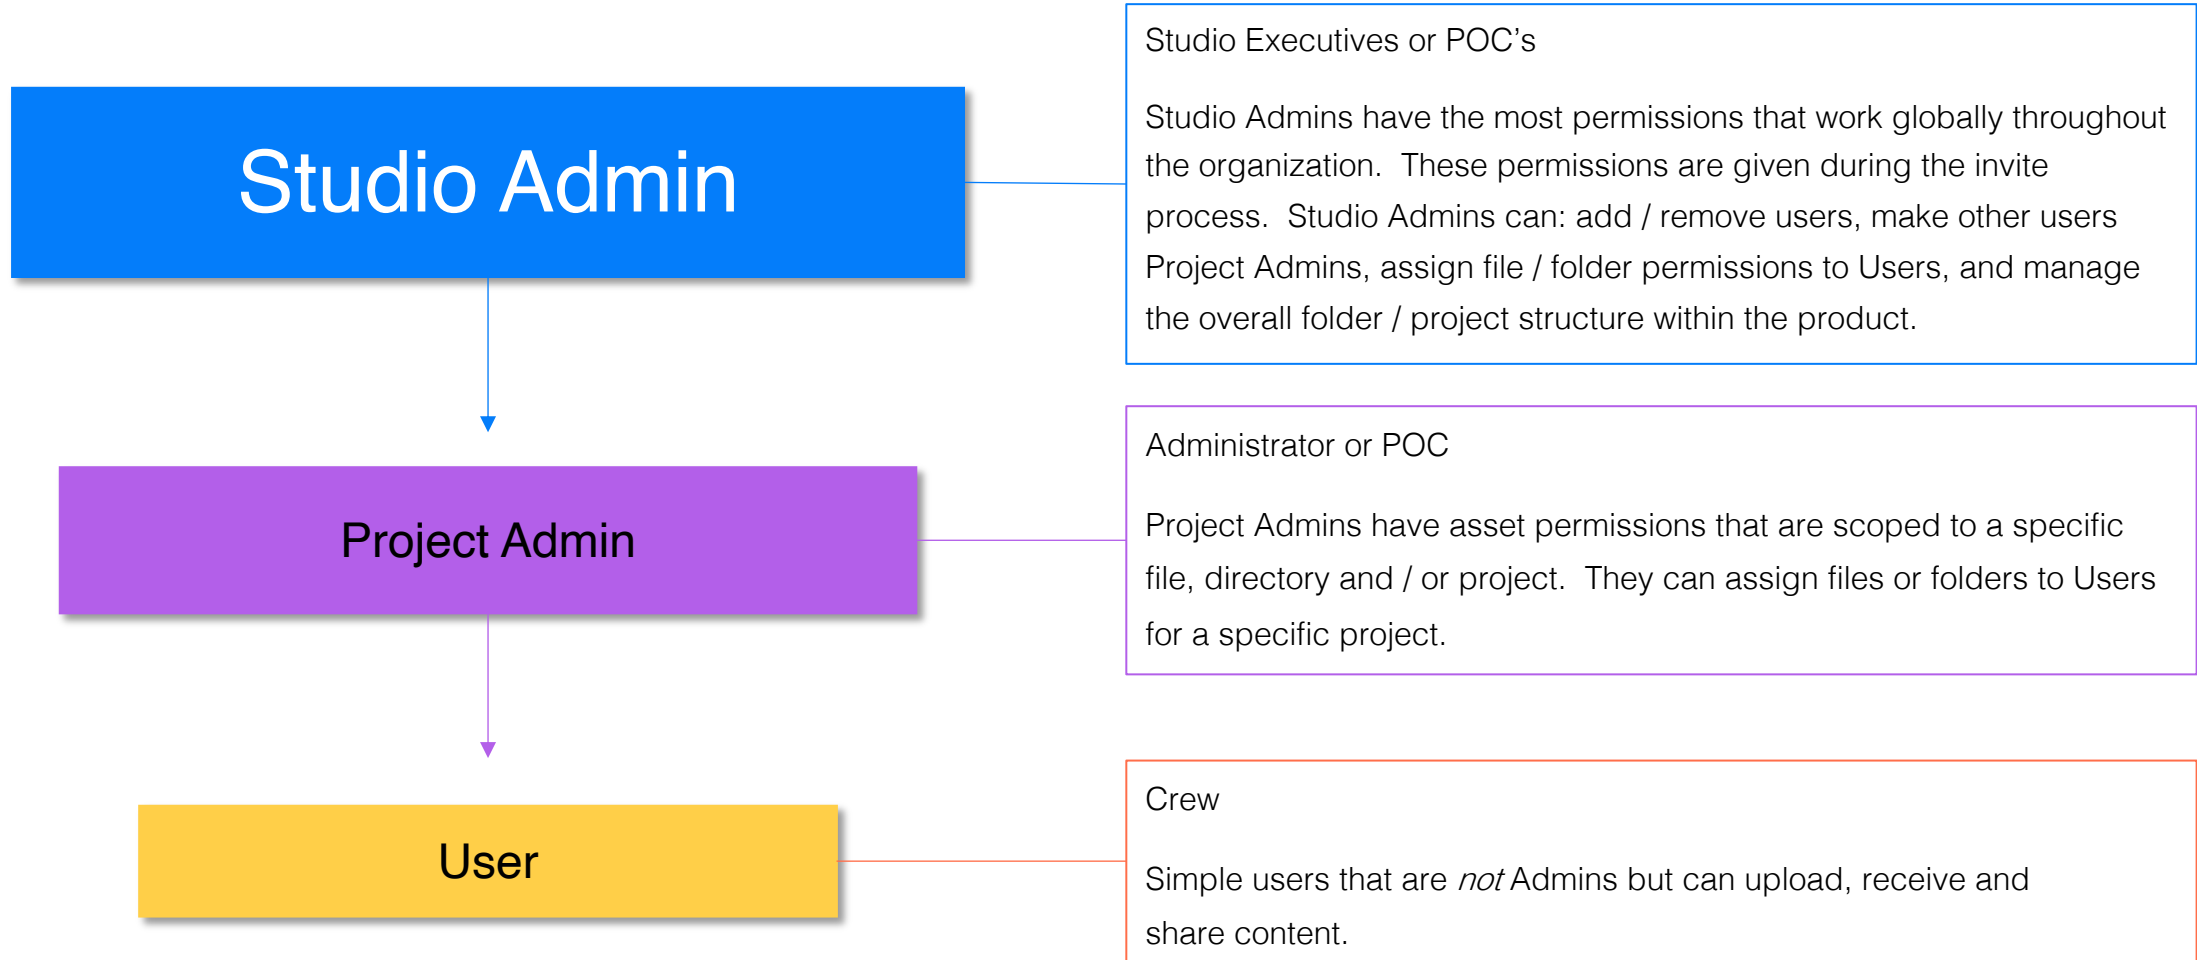 Studio Admin
Studio Executives or POC’s
Studio Admins have the most permissions that work globally throughout
the organization.  These permissions are given during the invite
process.  Studio Admins can: add / remove users, make other users
Project Admins, assign file / folder permissions to Users, and manage
the overall folder / project structure within the product.
Project Admin
Administrator or POC
Project Admins have asset permissions that are scoped to a specific
file, directory and / or project.  They can assign files or folders to Users
for a specific project.
User
Crew
Simple users that are not Admins but can upload, receive and
share content.